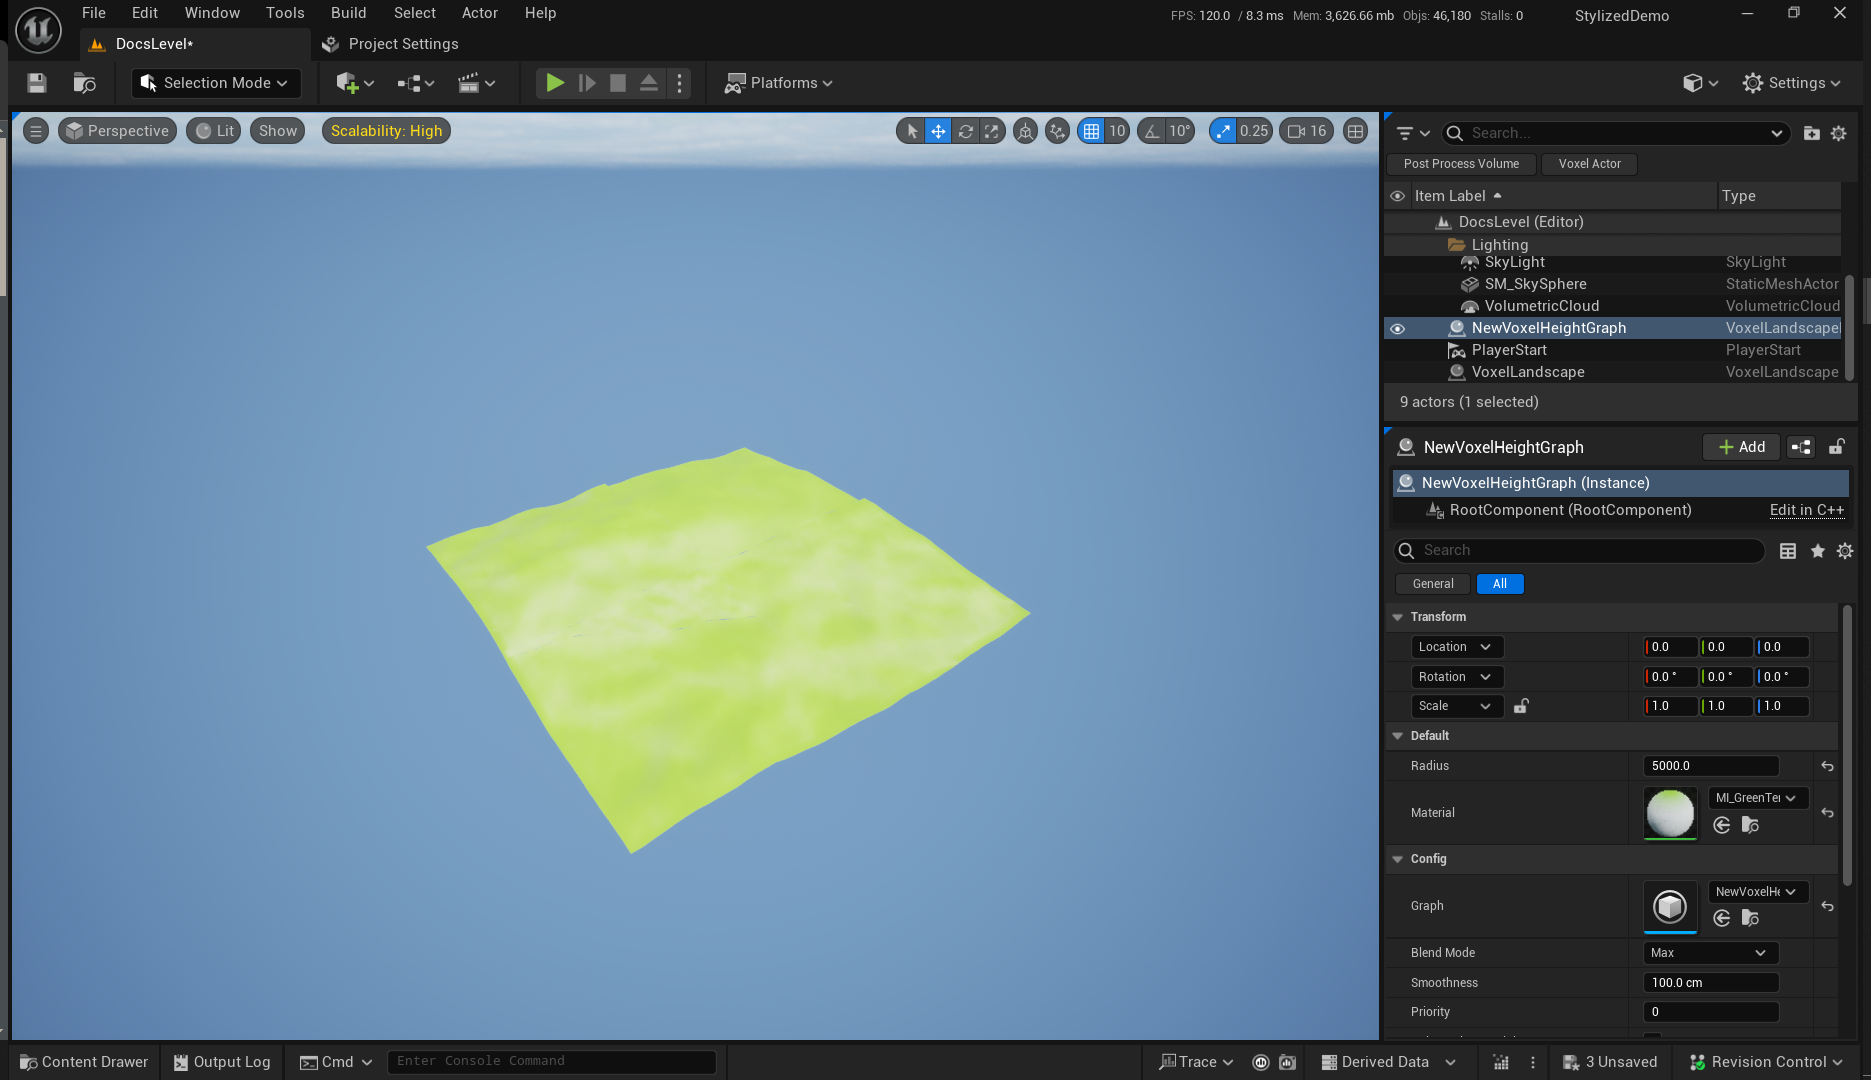 File Edit Window Tools Build Select Actor Help
FPS: 120.0 / 8.3 ms Mem: 3,626.66 mb Objs: 46,180 Stalls: 0
StylizedDemo
DocsLevel*
Project Settings
Selection Mode
Platforms
Settings
Perspective
Lit
Show
Scalability: High
10
10°
0.25
16
Search...
Post Process Volume
Voxel Actor
Item Label
Type
DocsLevel (Editor)
Lighting
SkyLight SkyLight
SM_SkySphere StaticMeshActor
VolumetricCloud VolumetricCloud
NewVoxelHeightGraph VoxelLandscape
PlayerStart PlayerStart
VoxelLandscape VoxelLandscape
9 actors (1 selected)
NewVoxelHeightGraph
Add
NewVoxelHeightGraph (Instance)
RootComponent (RootComponent) Edit in C++
Search
General
All
Transform
Location 0.0 0.0 0.0
Rotation 0.0 ° 0.0 ° 0.0 °
Scale 1.0 1.0 1.0
Default
Radius 5000.0
Material MI_GreenTer
Config
Graph NewVoxelHe
Blend Mode Max
Smoothness 100.0 cm
Priority 0
Content Drawer
Output Log
Cmd
Enter Console Command
Trace
Derived Data
3 Unsaved
Revision Control